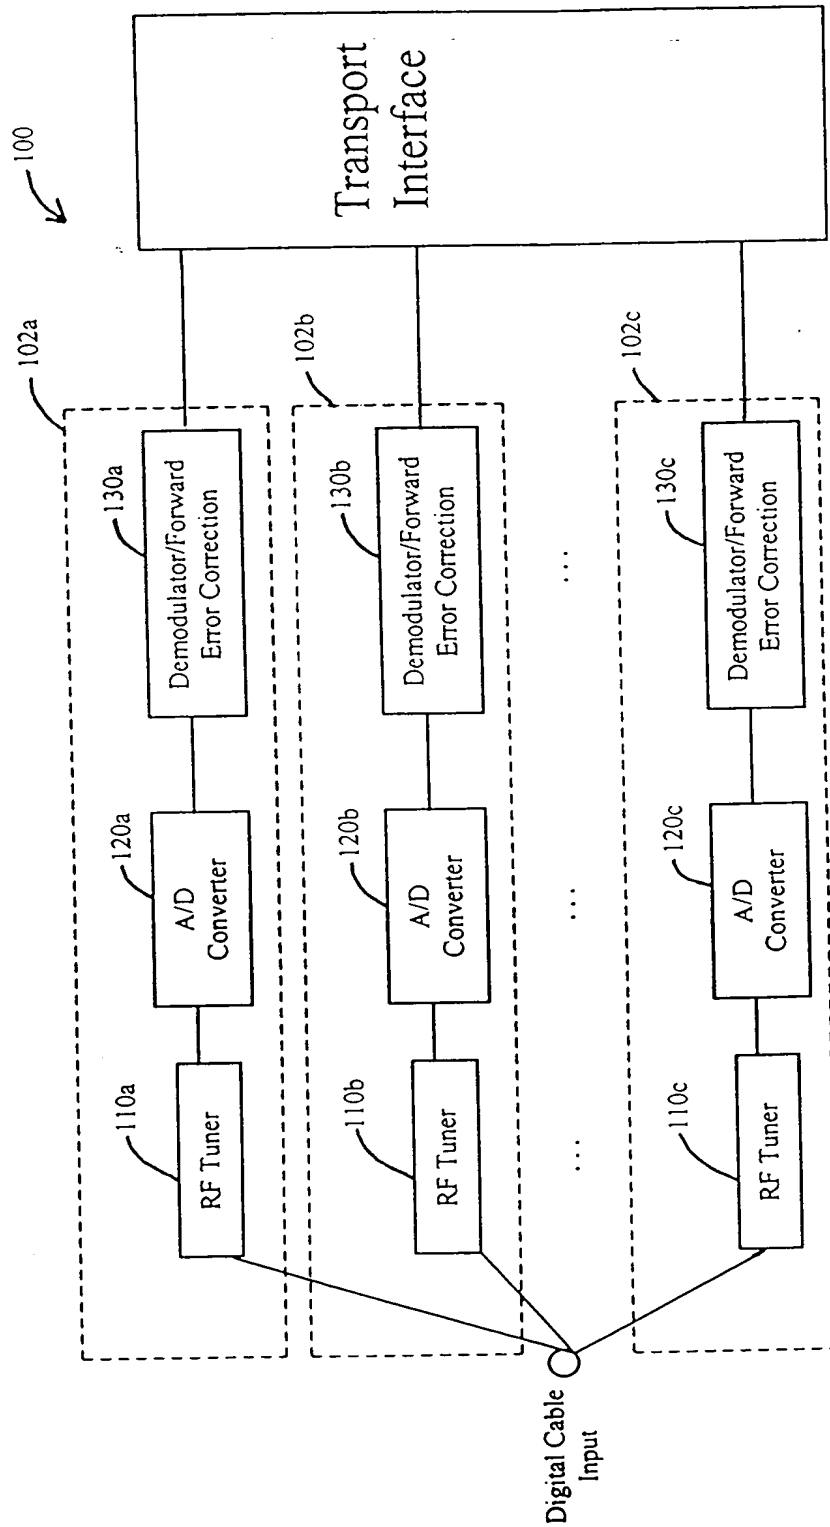 100
102a
110a
120a
130a
RF Tuner
A/D
Converter
Demodulator/Forward
Error Correction
Transport
Interface
102b
110b
120b
130b
RF Tuner
A/D
Converter
Demodulator/Forward
Error Correction
Digital Cable
Input
...
...
...
102c
110c
120c
130c
RF Tuner
A/D
Converter
Demodulator/Forward
Error Correction